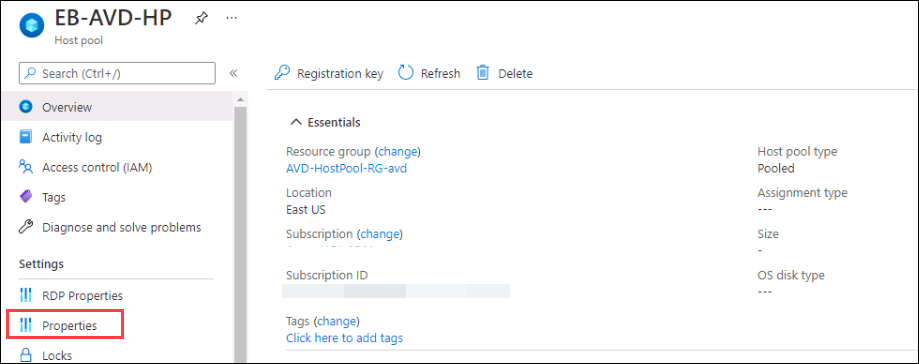 EB-AVD-HP
Host pool
Search (Ctrl+/)
Overview
Activity log
Access control (IAM)
Tags
Diagnose and solve problems
Settings
RDP Properties
Properties
Locks
Registration key Refresh Delete
Essentials
Resource group (change)
AVD-HostPool-RG-avd
Location
East US
Subscription (change)
Subscription ID
Tags (change)
Click here to add tags
Host pool type
Pooled
Assignment type
---
Size
-
OS disk type
---